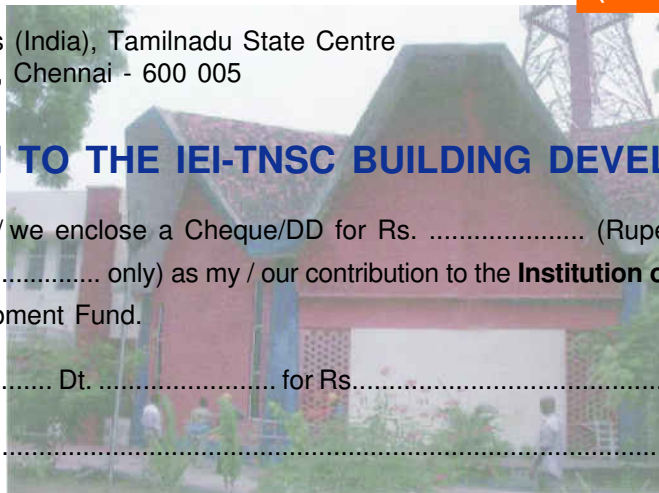 s (India), Tamilnadu State Centre
, Chennai - 600 005
TO THE IEI-TNSC BUILDING DEVEL
/ we enclose a Cheque/DD for Rs. ..................... (Rupe
................ only) as my / our contribution to the Institution o
pment Fund.
........ Dt. ........................ for Rs..........................................
..........................................................................................